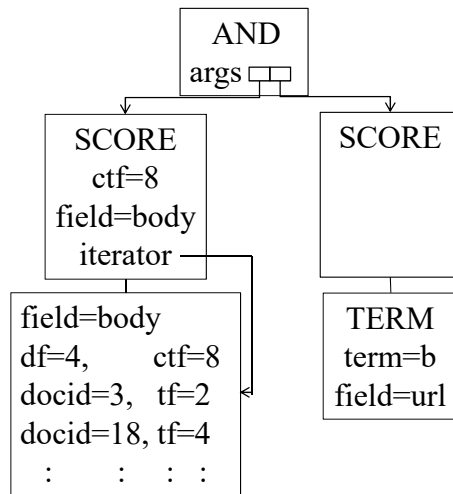 AND
args
SCORE
ctf=8
field=body
iterator
SCORE
field=body
df=4, ctf=8
docid=3, tf=2
docid=18, tf=4
: : : :
TERM
term=b
field=url